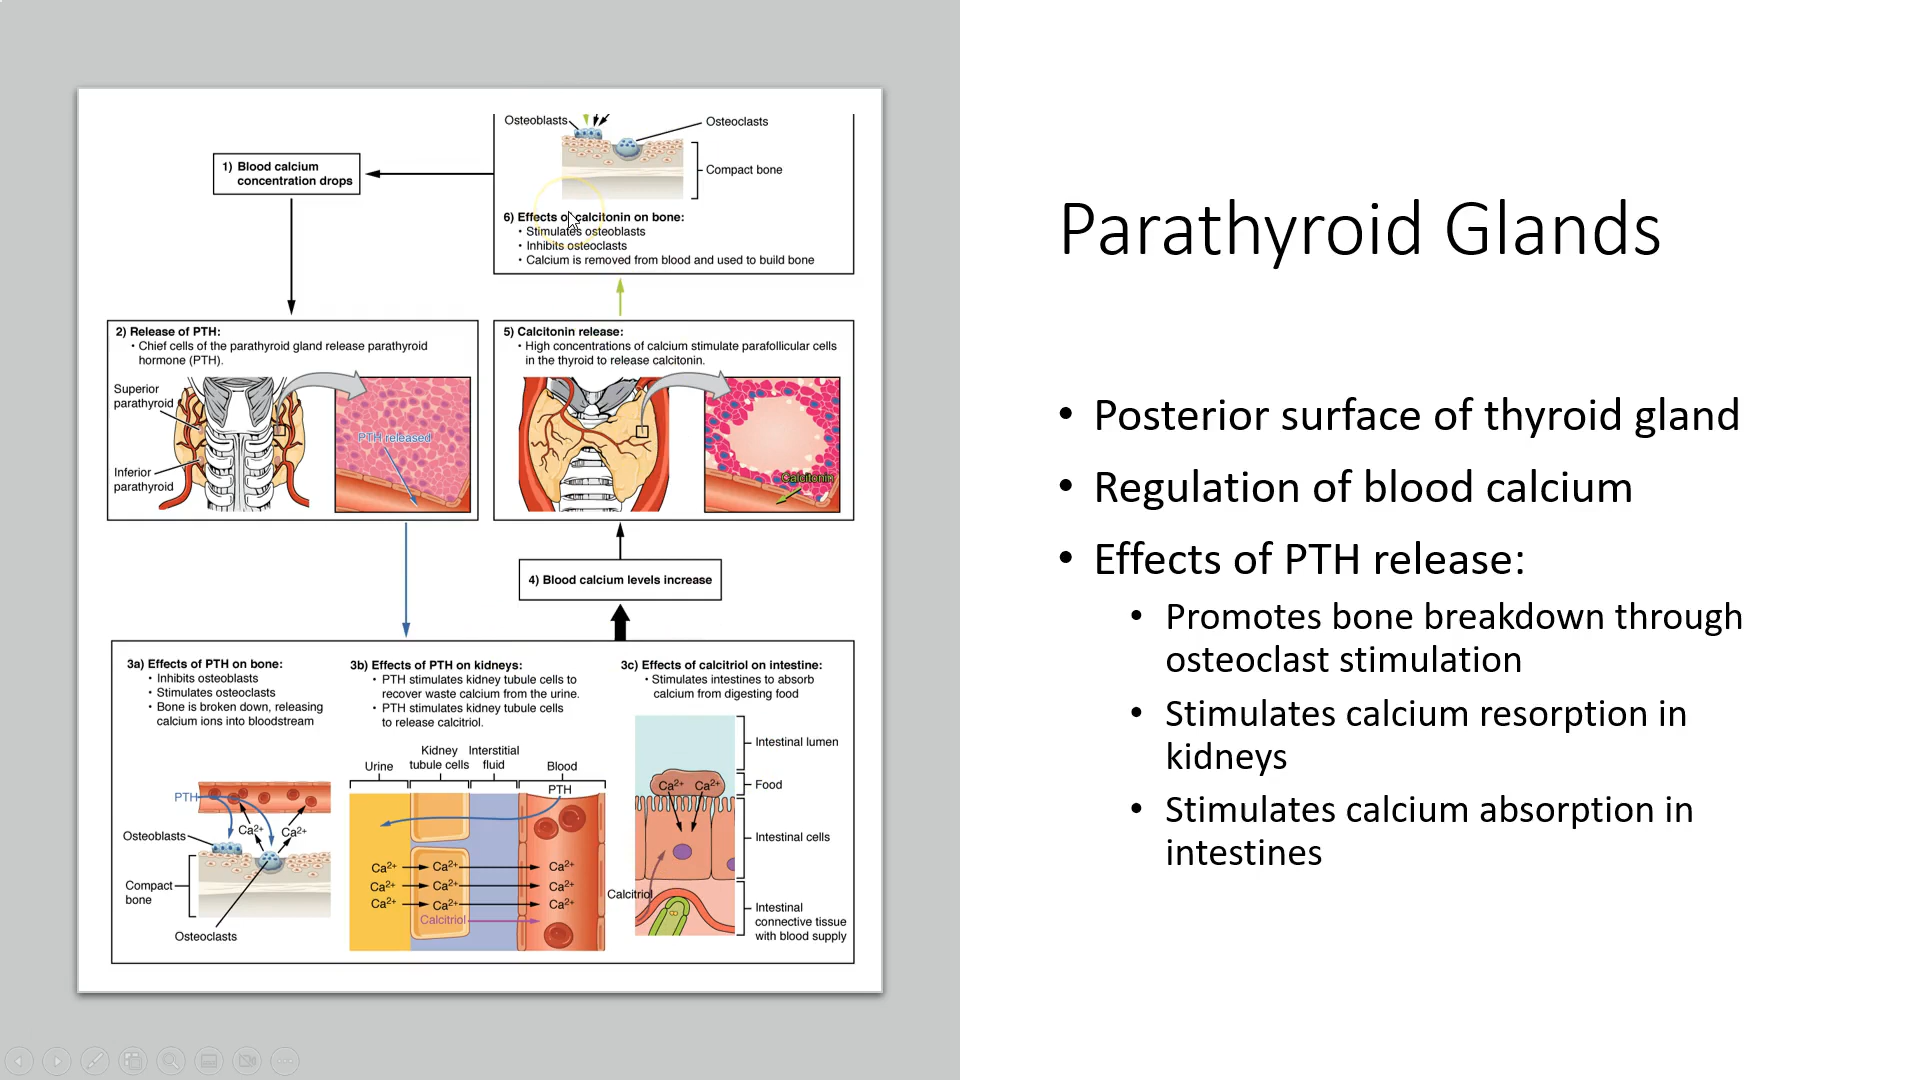 Osteoblasts
Osteoclasts
Compact bone
1) Blood calcium
concentration drops
6) Effects of calcitonin on bone:
• Stimulates osteoblasts
• Inhibits osteoclasts
• Calcium is removed from blood and used to build bone
2) Release of PTH:
• Chief cells of the parathyroid gland release parathyroid
hormone (PTH).
Superior
parathyroid
PTH released
Inferior
parathyroid
5) Calcitonin release:
• High concentrations of calcium stimulate parafollicular cells
in the thyroid to release calcitonin.
Calcitonin
4) Blood calcium levels increase
3a) Effects of PTH on bone:
• Inhibits osteoblasts
• Stimulates osteoclasts
• Bone is broken down, releasing
calcium ions into bloodstream
PTH
Ca2+ Ca2+
Osteoblasts
Compact
bone
Osteoclasts
3b) Effects of PTH on kidneys:
• PTH stimulates kidney tubule cells to
recover waste calcium from the urine.
• PTH stimulates kidney tubule cells
to release calcitriol.
Urine
Kidney
tubule cells
Interstitial
fluid
Blood
PTH
Ca2+ Ca2+ Ca2+
Ca2+ Ca2+ Ca2+
Ca2+ Ca2+ Ca2+
Calcitriol
3c) Effects of calcitriol on intestine:
• Stimulates intestines to absorb
calcium from digesting food
Intestinal lumen
Ca2+ Ca2+
Food
Intestinal cells
Calcitriol
Intestinal
connective tissue
with blood supply
Parathyroid Glands
• Posterior surface of thyroid gland
• Regulation of blood calcium
• Effects of PTH release:
• Promotes bone breakdown through
osteoclast stimulation
• Stimulates calcium resorption in
kidneys
• Stimulates calcium absorption in
intestines